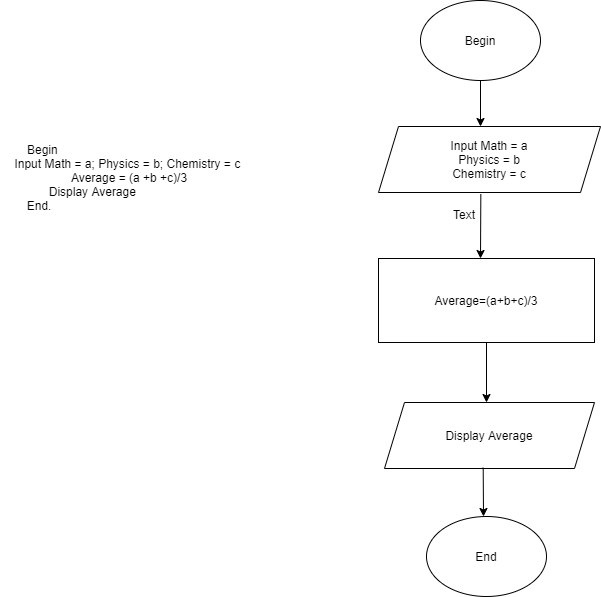 Begin
Input Math = a; Physics = b; Chemistry = c
Average = (a +b +c)/3
Display Average
End.
Begin
Input Math = a
Physics = b
Chemistry = c
Text
Average=(a+b+c)/3
Display Average
End